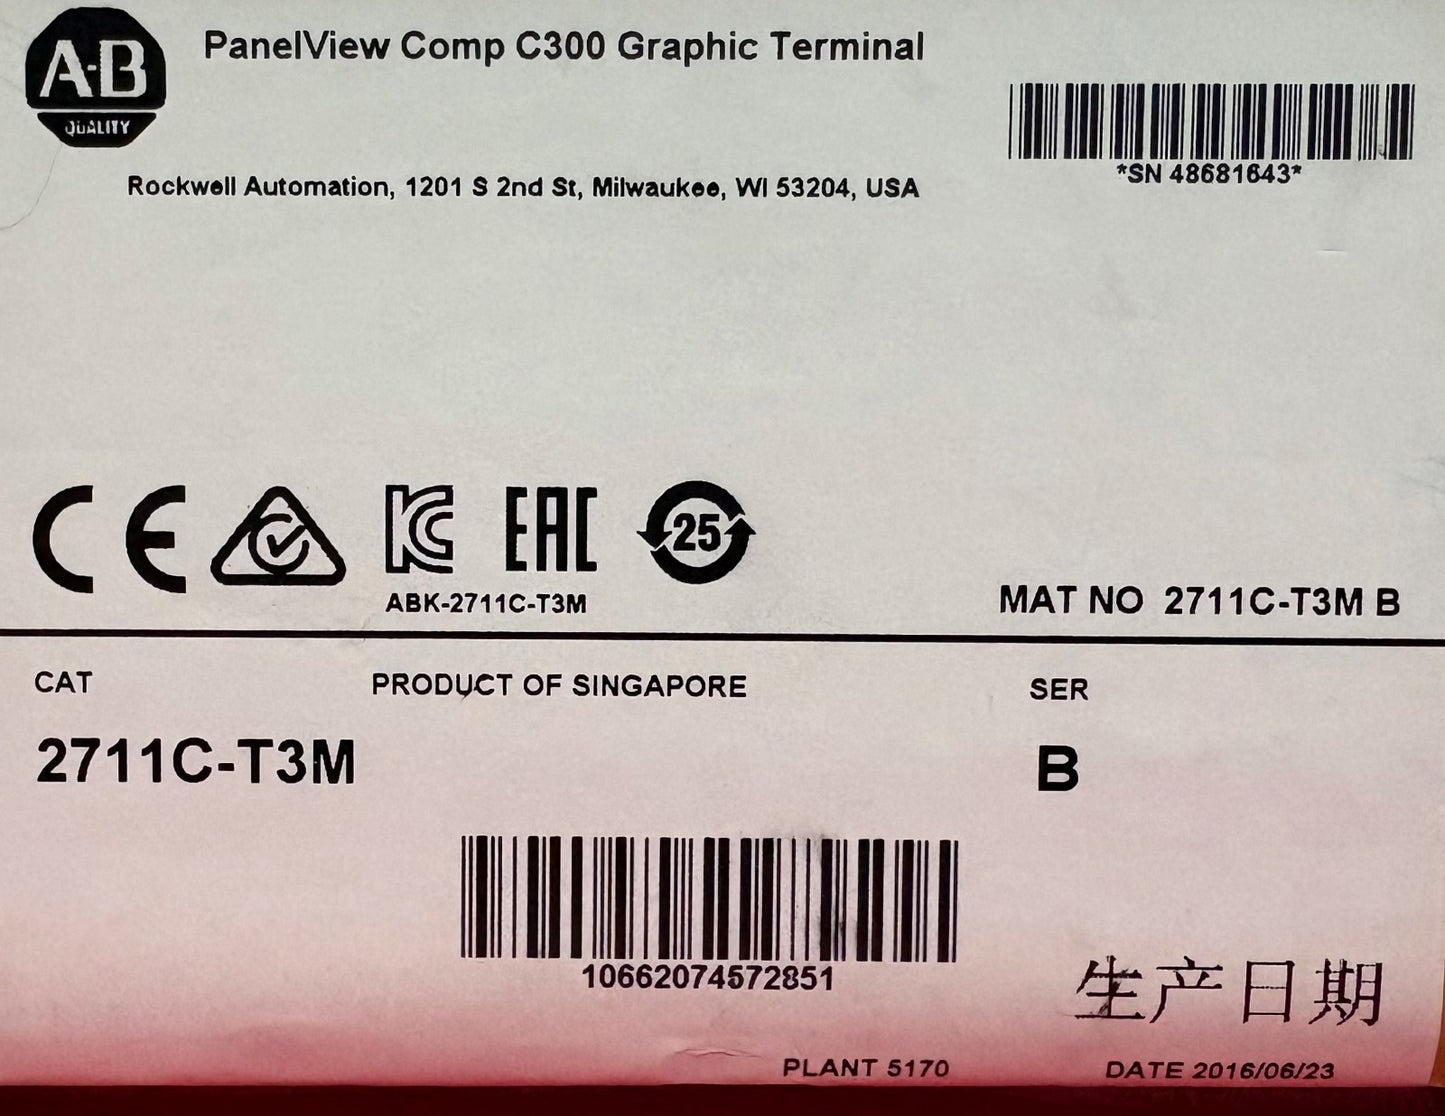 A-B
QUALITY
PanelView Comp C300 Graphic Terminal
*SN 48681643*
Rockwell Automation, 1201 S 2nd St, Milwaukee, WI 53204, USA
CE KC EAC 25
ABK-2711C-T3M
MAT NO 2711C-T3M B
CAT
PRODUCT OF SINGAPORE
SER
2711C-T3M
B
10662074572851
生产日期
PLANT 5170
DATE 2016/06/23